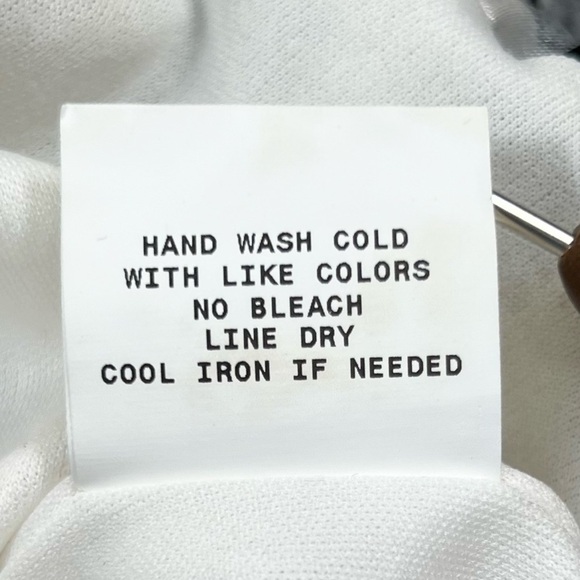 HAND WASH COLD
WITH LIKE COLORS
NO BLEACH
LINE DRY
COOL IRON IF NEEDED